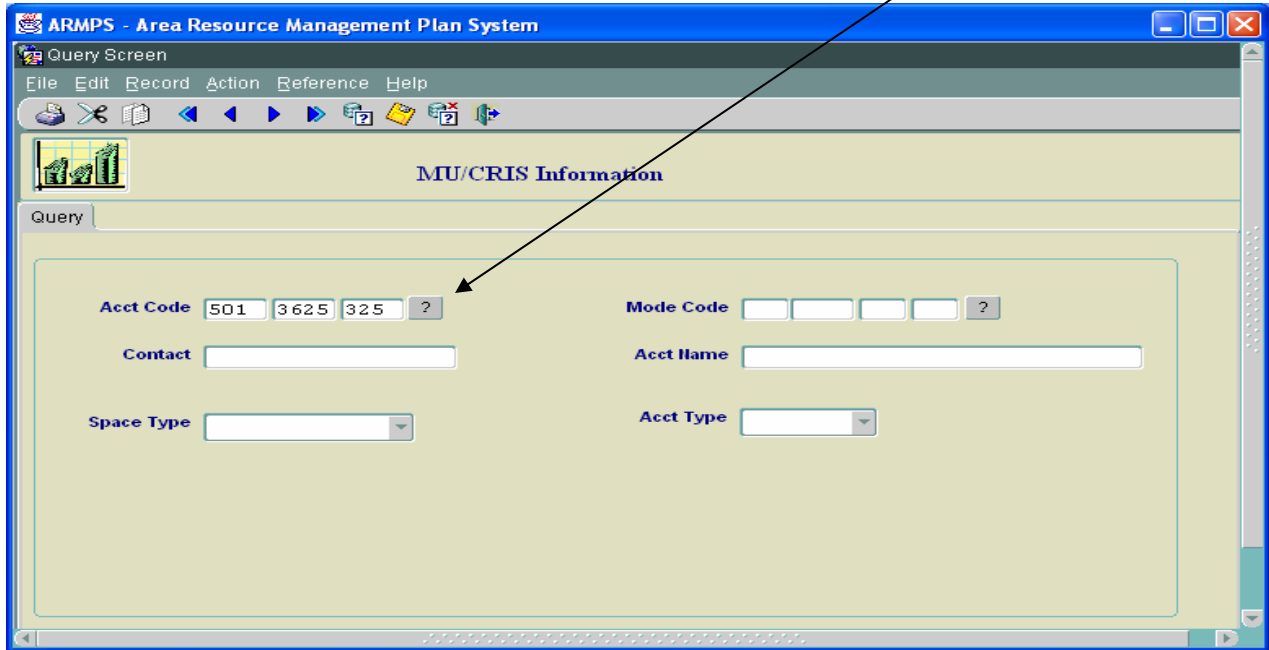 ARMPS - Area Resource Management Plan System
Query Screen
File Edit Record Action Reference Help
MU/CRIS Information
Query
Acct Code 501 3625 325 ? Mode Code ?
Contact Acct Name
Space Type Acct Type